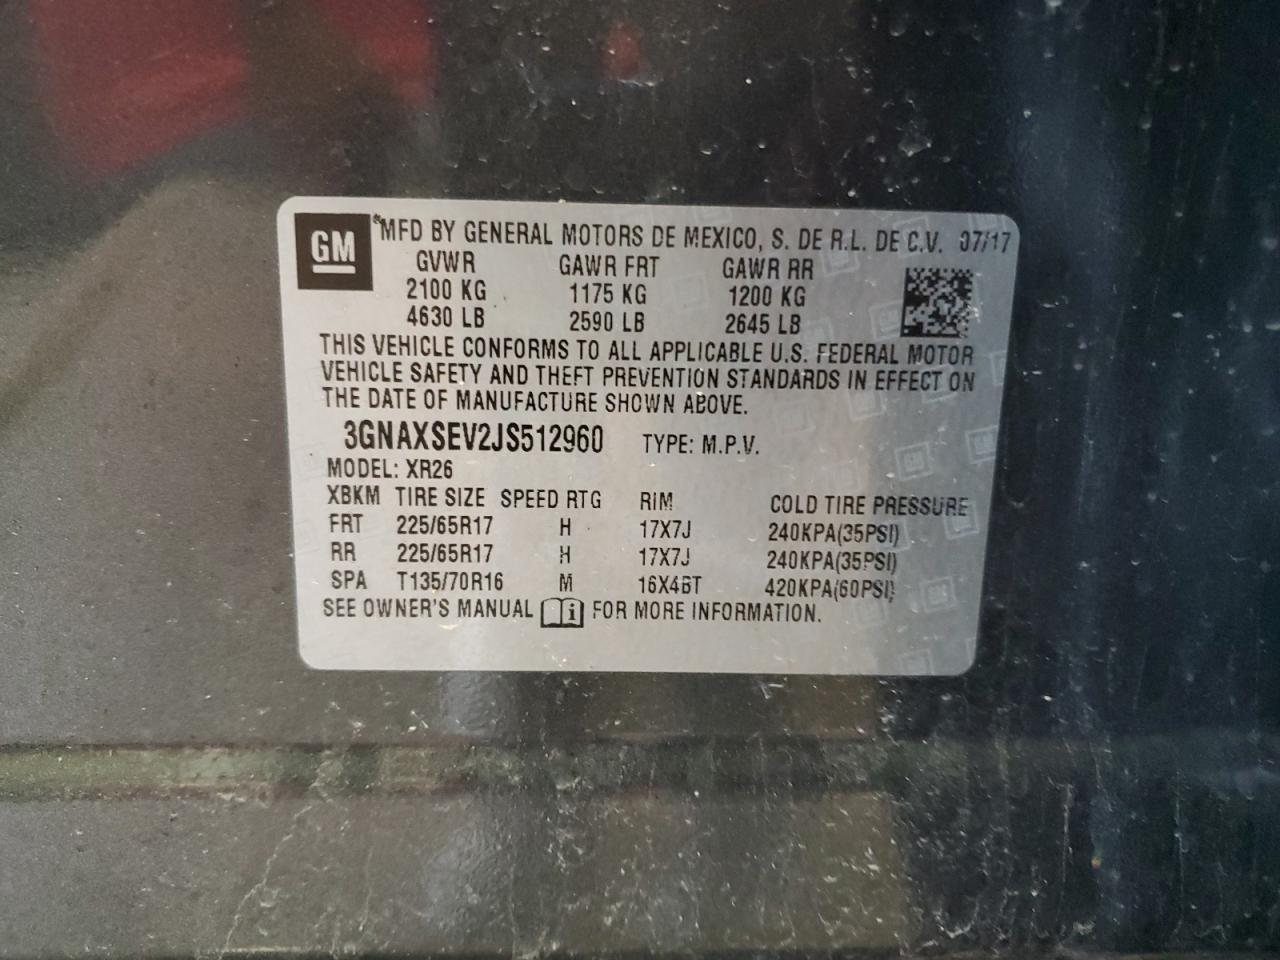 GM
*MFD BY GENERAL MOTORS DE MEXICO, S. DE R.L. DE C.V. 07/17
GVWR GAWR FRT GAWR RR
2100 KG 1175 KG 1200 KG
4630 LB 2590 LB 2645 LB
THIS VEHICLE CONFORMS TO ALL APPLICABLE U.S. FEDERAL MOTOR
VEHICLE SAFETY AND THEFT PREVENTION STANDARDS IN EFFECT ON
THE DATE OF MANUFACTURE SHOWN ABOVE.
3GNAXSEV2JS512960 TYPE: M.P.V.
MODEL: XR26
XBKM TIRE SIZE SPEED RTG RIM COLD TIRE PRESSURE
FRT 225/65R17 H 17X7J 240KPA(35PSI)
RR 225/65R17 H 17X7J 240KPA(35PSI)
SPA T135/70R16 M 16X4BT 420KPA(60PSI)
SEE OWNER'S MANUAL FOR MORE INFORMATION.